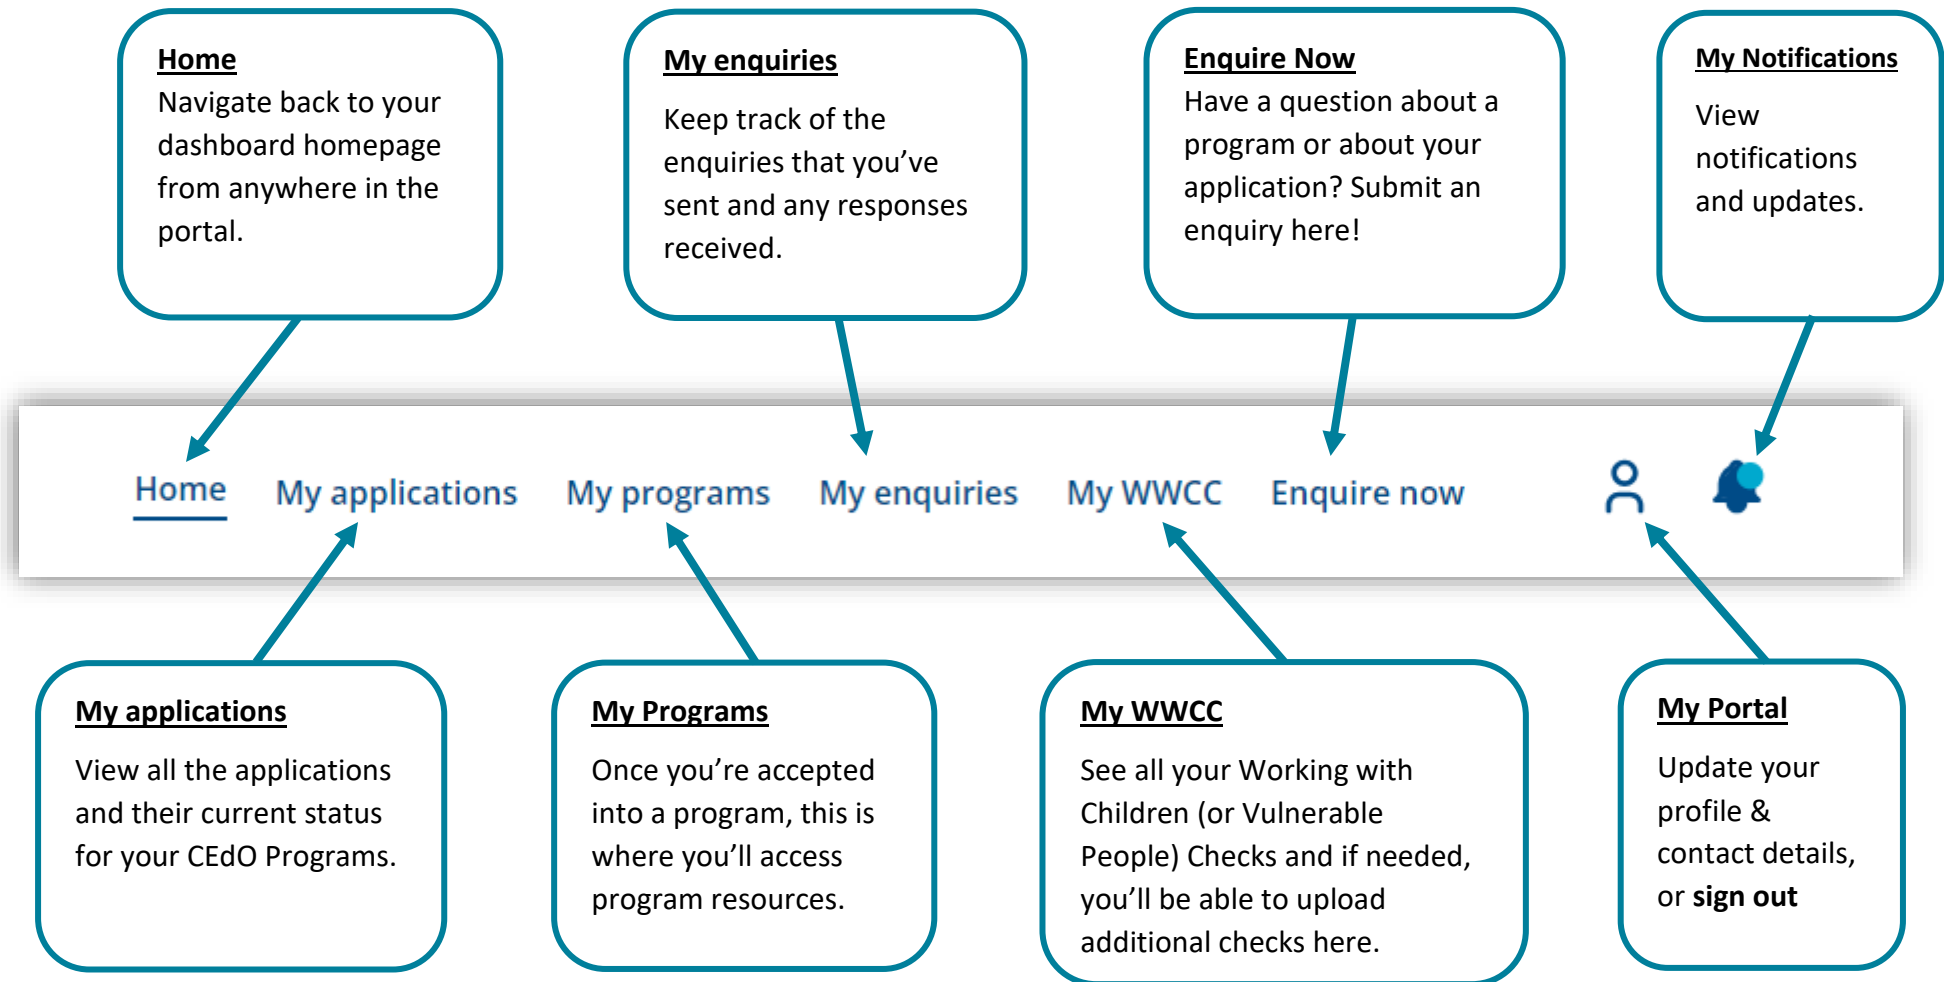 Home
Navigate back to your
dashboard homepage
from anywhere in the
portal.
My enquiries
Keep track of the
enquiries that you’ve
sent and any responses
received.
Enquire Now
Have a question about a
program or about your
application? Submit an
enquiry here!
My Notifications
View
notifications
and updates.
Home My applications My programs My enquiries My WWCC Enquire now
My applications
View all the applications
and their current status
for your CEdO Programs.
My Programs
Once you’re accepted
into a program, this is
where you’ll access
program resources.
My WWCC
See all your Working with
Children (or Vulnerable
People) Checks and if needed,
you’ll be able to upload
additional checks here.
My Portal
Update your
profile &
contact details,
or sign out